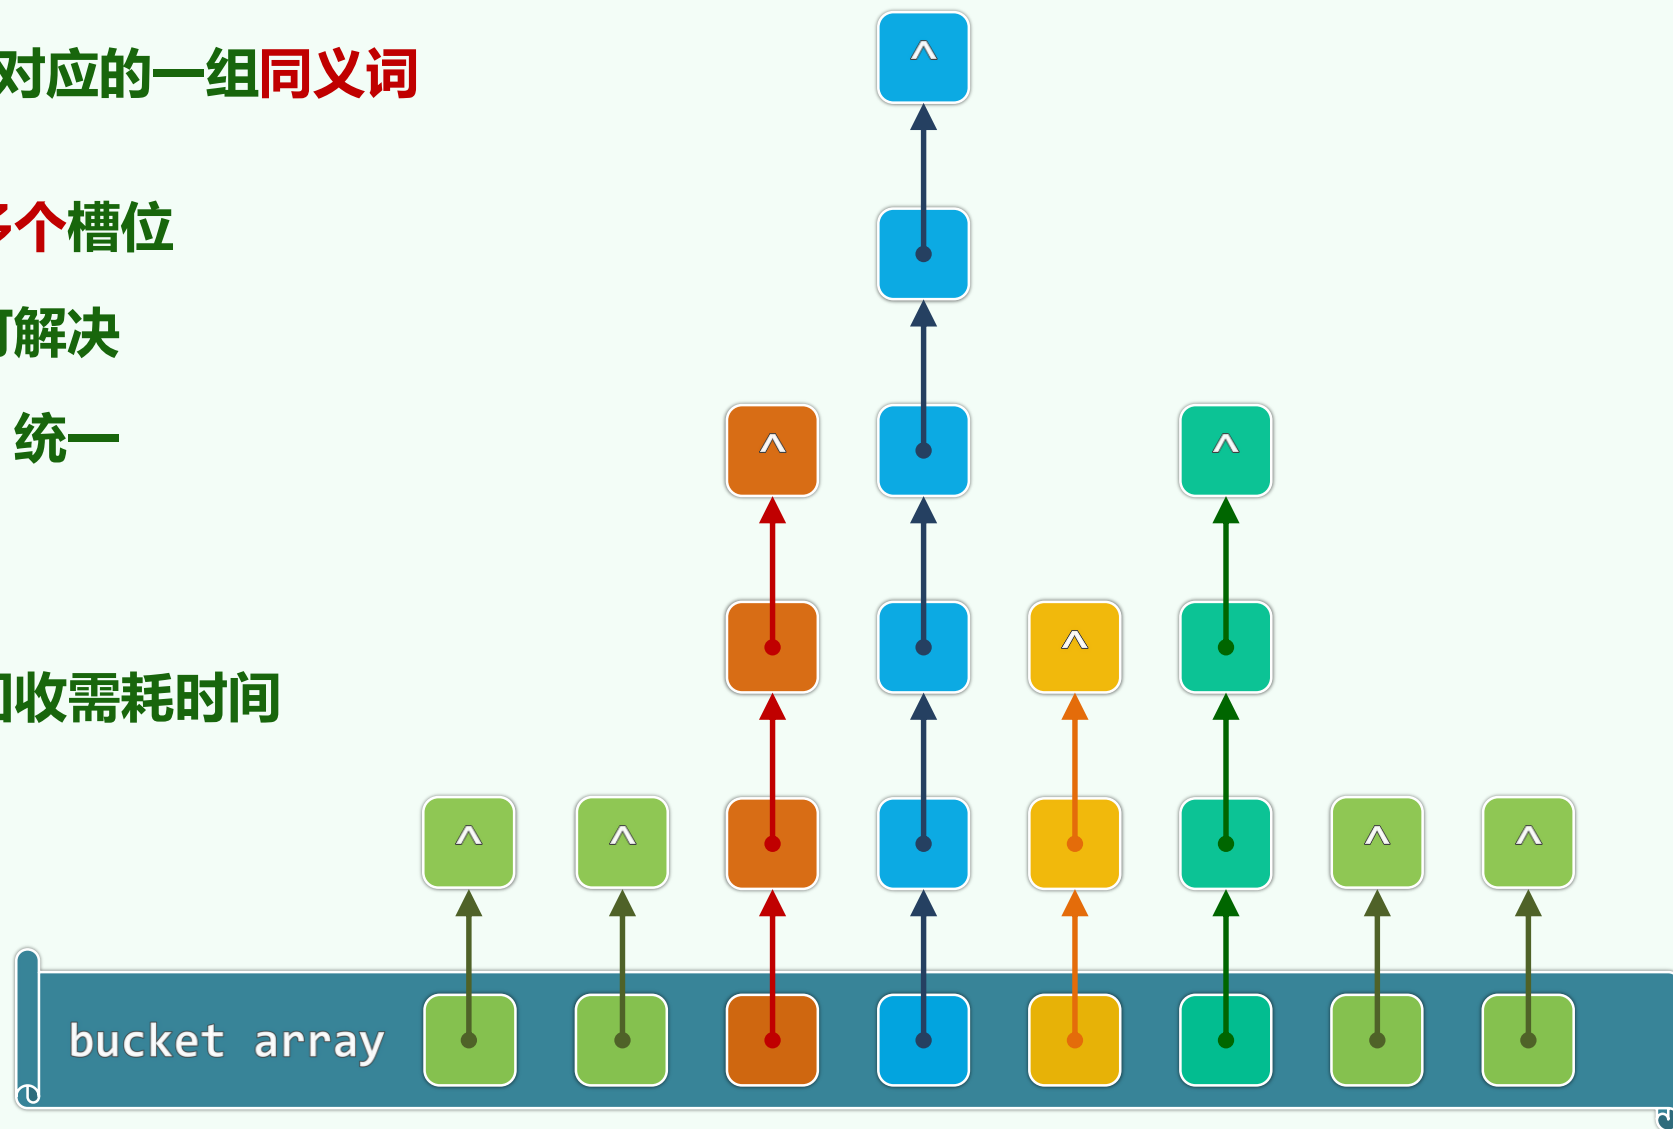 对应的一组同义词
个槽位
解决
统一
收需耗时间
^
^ ^
^
^ ^ ^ ^
bucket array